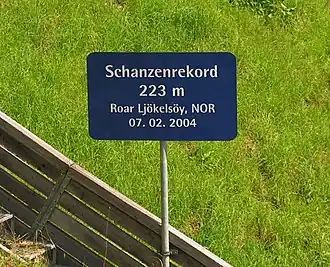 Schanzenrekord
223 m
Roar Ljökelsöy, NOR
07. 02. 2004